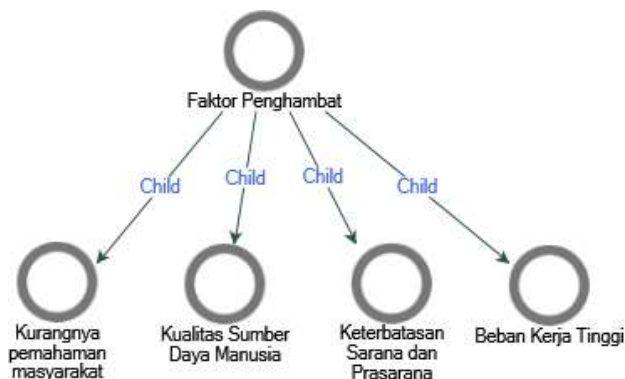 Faktor Penghambat
Child
Child
Child
Child
Kurangnya
pemahaman
masyarakat
Kualitas Sumber
Daya Manusia
Keterbatasan
Sarana dan
Prasarana
Beban Kerja Tinggi